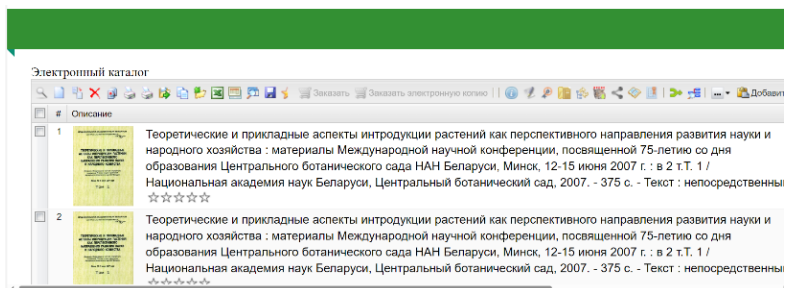 Электронный каталог
Заказать Заказать электронную копию Добавит
# Описание
1
Теоретические и прикладные аспекты интродукции растений как перспективного направления развития науки и
народного хозяйства : материалы Международной научной конференции, посвященной 75-летию со дня
образования Центрального ботанического сада НАН Беларуси, Минск, 12-15 июня 2007 г. : в 2 т.Т. 1 /
Национальная академия наук Беларуси, Центральный ботанический сад, 2007. - 375 с. - Текст : непосредственны
2
Теоретические и прикладные аспекты интродукции растений как перспективного направления развития науки и
народного хозяйства : материалы Международной научной конференции, посвященной 75-летию со дня
образования Центрального ботанического сада НАН Беларуси, Минск, 12-15 июня 2007 г. : в 2 т.Т. 1 /
Национальная академия наук Беларуси, Центральный ботанический сад, 2007. - 375 с. - Текст : непосредственны